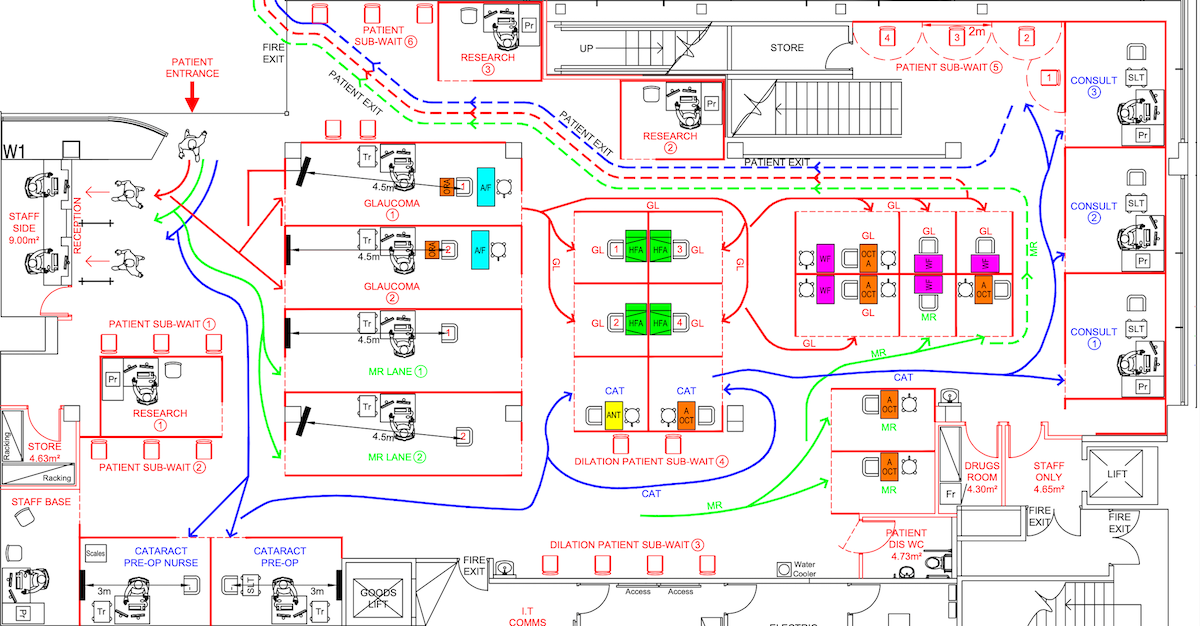 PATIENT
SUB-WAIT 6
FIRE
EXIT
PATIENT
ENTRANCE
Pr
RESEARCH
3
UP
STORE
4
3
2m
2
PATIENT SUB-WAIT 5
1
CONSULT
3
SLT
Pr
PATIENT EXIT
PATIENT EXIT
PATIENT EXIT
Pr
RESEARCH
2
W1
STAFF
SIDE
9.00m²
RECEPTION
Tr
4.5m
ORA
1
A/F
GLAUCOMA
1
Tr
4.5m
ORA
2
A/F
GLAUCOMA
2
Tr
4.5m
1
MR LANE 1
Tr
4.5m
2
MR LANE 2
GL
GL
GL
GL
1
HFA
HFA
3
GL
GL
2
HFA
HFA
4
GL
CAT
CAT
ANT
A
OCT
DILATION PATIENT SUB-WAIT 4
CAT
GL
GL
GL
GL
WF
OCT
A
WF
WF
WF
A
OCT
WF
A
OCT
GL
MR
GL
MR
MR
CAT
CONSULT
2
SLT
Pr
CONSULT
1
SLT
Pr
PATIENT SUB-WAIT 1
Pr
RESEARCH
1
PATIENT SUB-WAIT 2
Racking
STORE
4.63m²
Racking
STAFF BASE
Pr
Scales
CATARACT
PRE-OP NURSE
3m
Tr
CATARACT
PRE-OP
SLT
3m
Tr
GOODS
LIFT
FIRE
EXIT
MR
A
OCT
MR
A
OCT
MR
DRUGS
ROOM
4.30m²
Fr
STAFF
ONLY
4.65m²
LIFT
FIRE
EXIT
FIRE
EXIT
PATIENT
DIS WC
4.73m²
DILATION PATIENT SUB-WAIT 3
Water
Cooler
Access
Access
I.T
COMMS
ELECTRIC